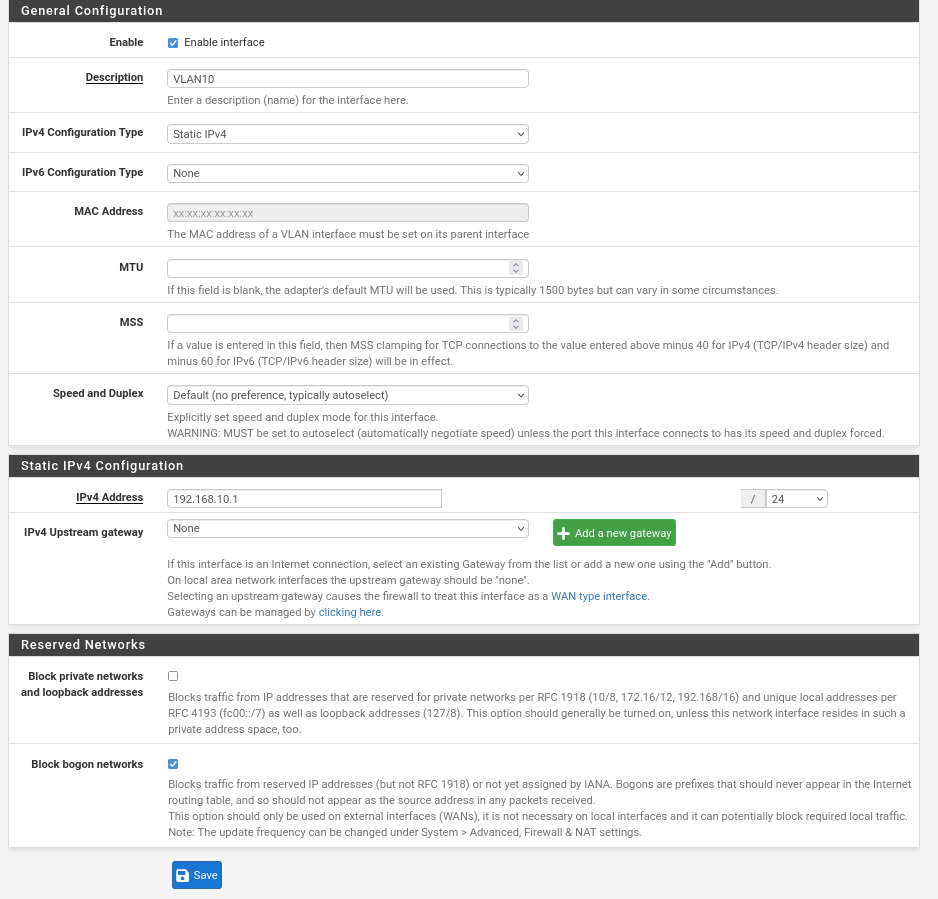 General Configuration
Enable
Enable interface
Description
VLAN10
Enter a description (name) for the interface here.
IPv4 Configuration Type
Static IPv4
IPv6 Configuration Type
None
MAC Address
xx:xx:xx:xx:xx:xx
The MAC address of a VLAN interface must be set on its parent interface
MTU
If this field is blank, the adapter's default MTU will be used. This is typically 1500 bytes but can vary in some circumstances.
MSS
If a value is entered in this field, then MSS clamping for TCP connections to the value entered above minus 40 for IPv4 (TCP/IPv4 header size) and
minus 60 for IPv6 (TCP/IPv6 header size) will be in effect.
Speed and Duplex
Default (no preference, typically autoselect)
Explicitly set speed and duplex mode for this interface.
WARNING: MUST be set to autoselect (automatically negotiate speed) unless the port this interface connects to has its speed and duplex forced.
Static IPv4 Configuration
IPv4 Address
192.168.10.1
/
24
IPv4 Upstream gateway
None
Add a new gateway
If this interface is an Internet connection, select an existing Gateway from the list or add a new one using the "Add" button.
On local area network interfaces the upstream gateway should be "none".
Selecting an upstream gateway causes the firewall to treat this interface as a WAN type interface.
Gateways can be managed by clicking here.
Reserved Networks
Block private networks
and loopback addresses
Blocks traffic from IP addresses that are reserved for private networks per RFC 1918 (10/8, 172.16/12, 192.168/16) and unique local addresses per
RFC 4193 (fc00::/7) as well as loopback addresses (127/8). This option should generally be turned on, unless this network interface resides in such a
private address space, too.
Block bogon networks
Blocks traffic from reserved IP addresses (but not RFC 1918) or not yet assigned by IANA. Bogons are prefixes that should never appear in the Internet
routing table, and so should not appear as the source address in any packets received.
This option should only be used on external interfaces (WANs), it is not necessary on local interfaces and it can potentially block required local traffic.
Note: The update frequency can be changed under System > Advanced, Firewall & NAT settings.
Save